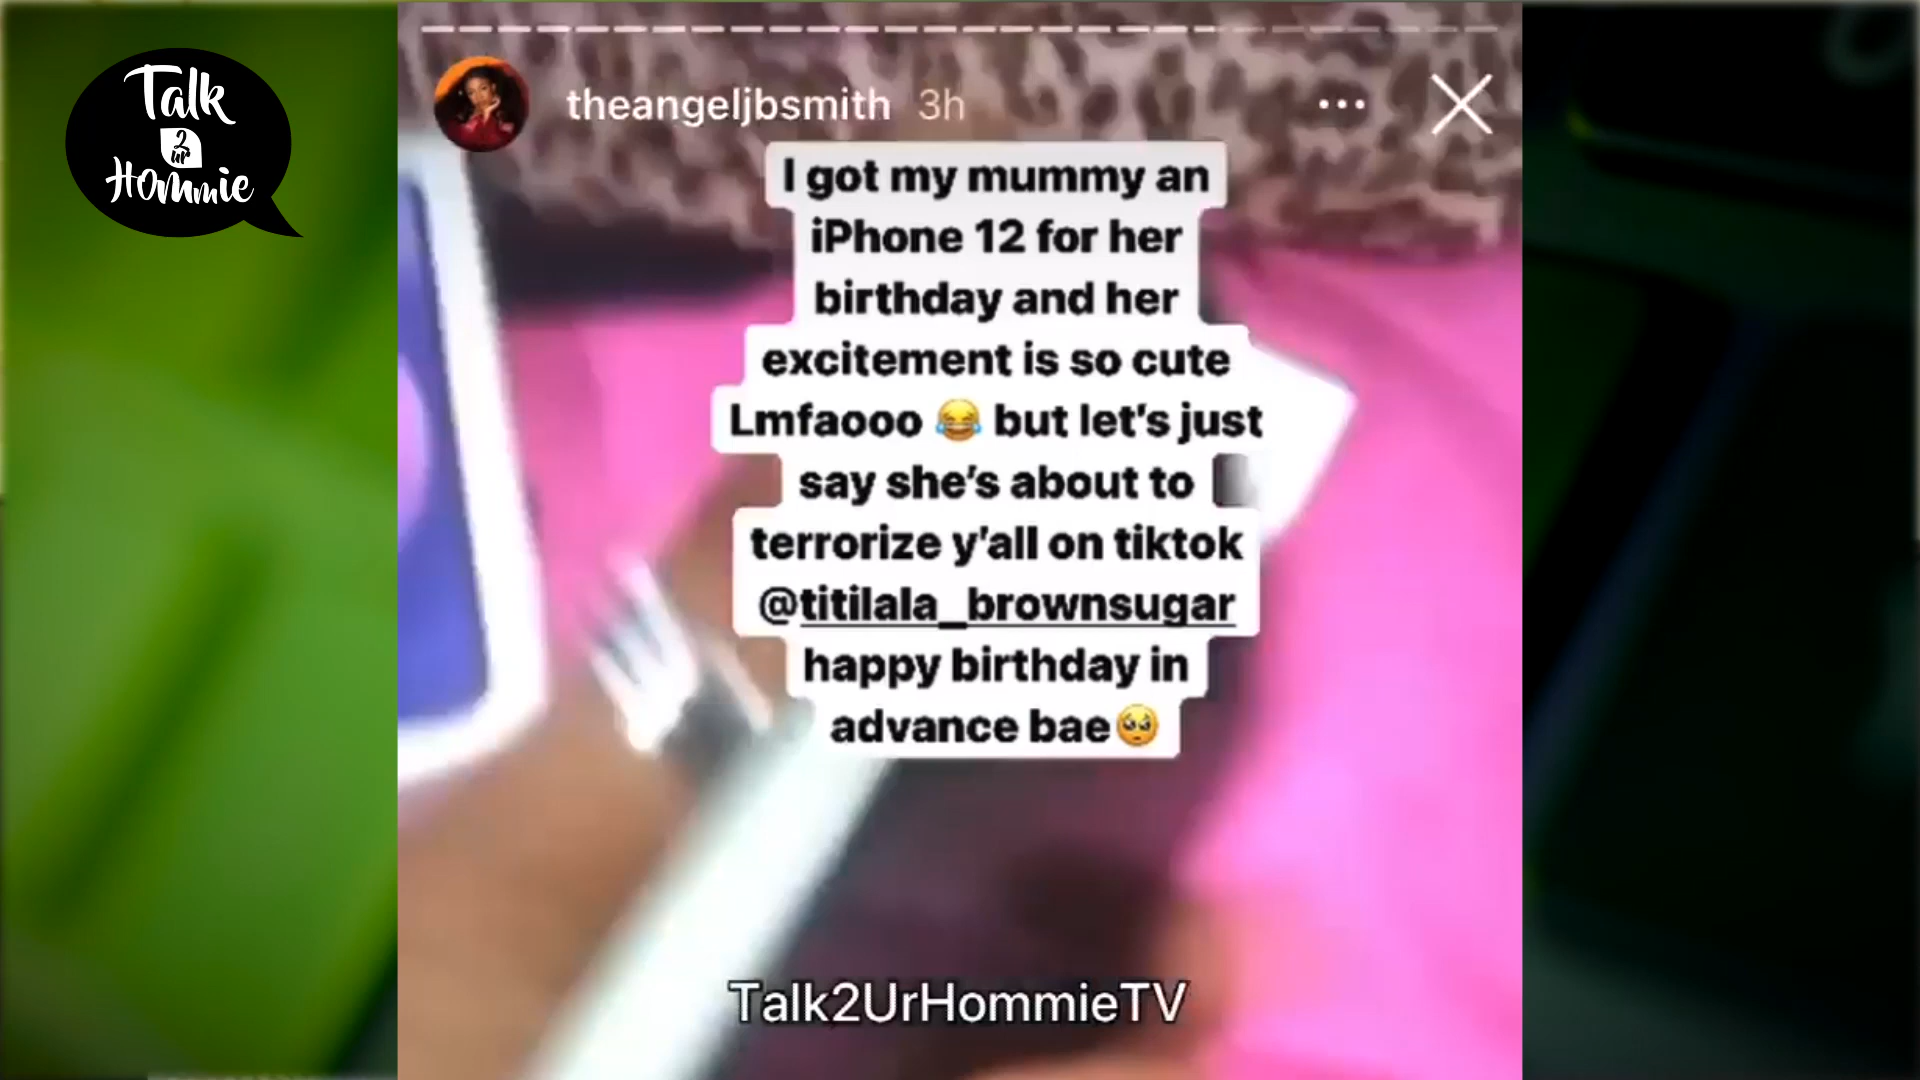 Talk
2
ur
Hommie
theangeljbsmith 3h
I got my mummy an
iPhone 12 for her
birthday and her
excitement is so cute
Lmfaooo 😂 but let's just
say she's about to
terrorize y'all on tiktok
@titilala_brownsugar
happy birthday in
advance bae🥺
Talk2UrHommieTV